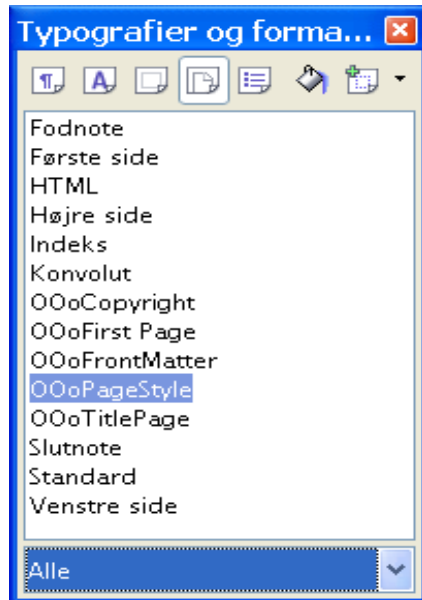 Typografier og forma...
Fodnote
Første side
HTML
Højre side
Indeks
Konvolut
OOoCopyright
OOoFirst Page
OOoFrontMatter
OOoPageStyle
OOoTitlePage
Slutnote
Standard
Venstre side
Alle